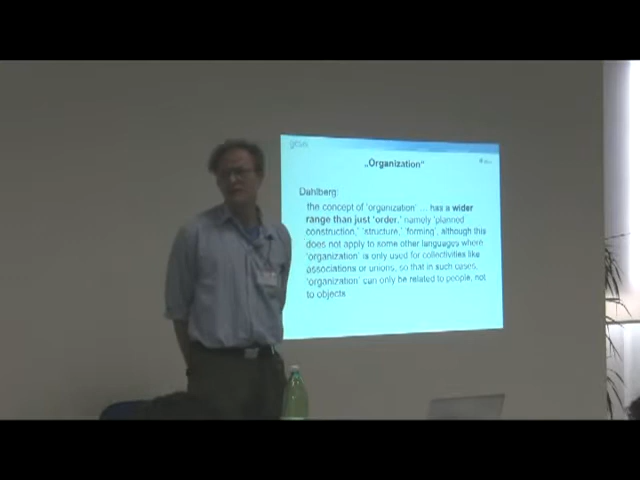 gesis
„Organization“
Dahlberg:
the concept of 'organization' ... has a wider
range than just 'order,' namely 'planned
construction,' 'structure,' 'forming', although this
does not apply to some other languages where
'organization' is only used for collectivities like
associations or unions, so that in such cases,
'organization' can only be related to people, not
to objects